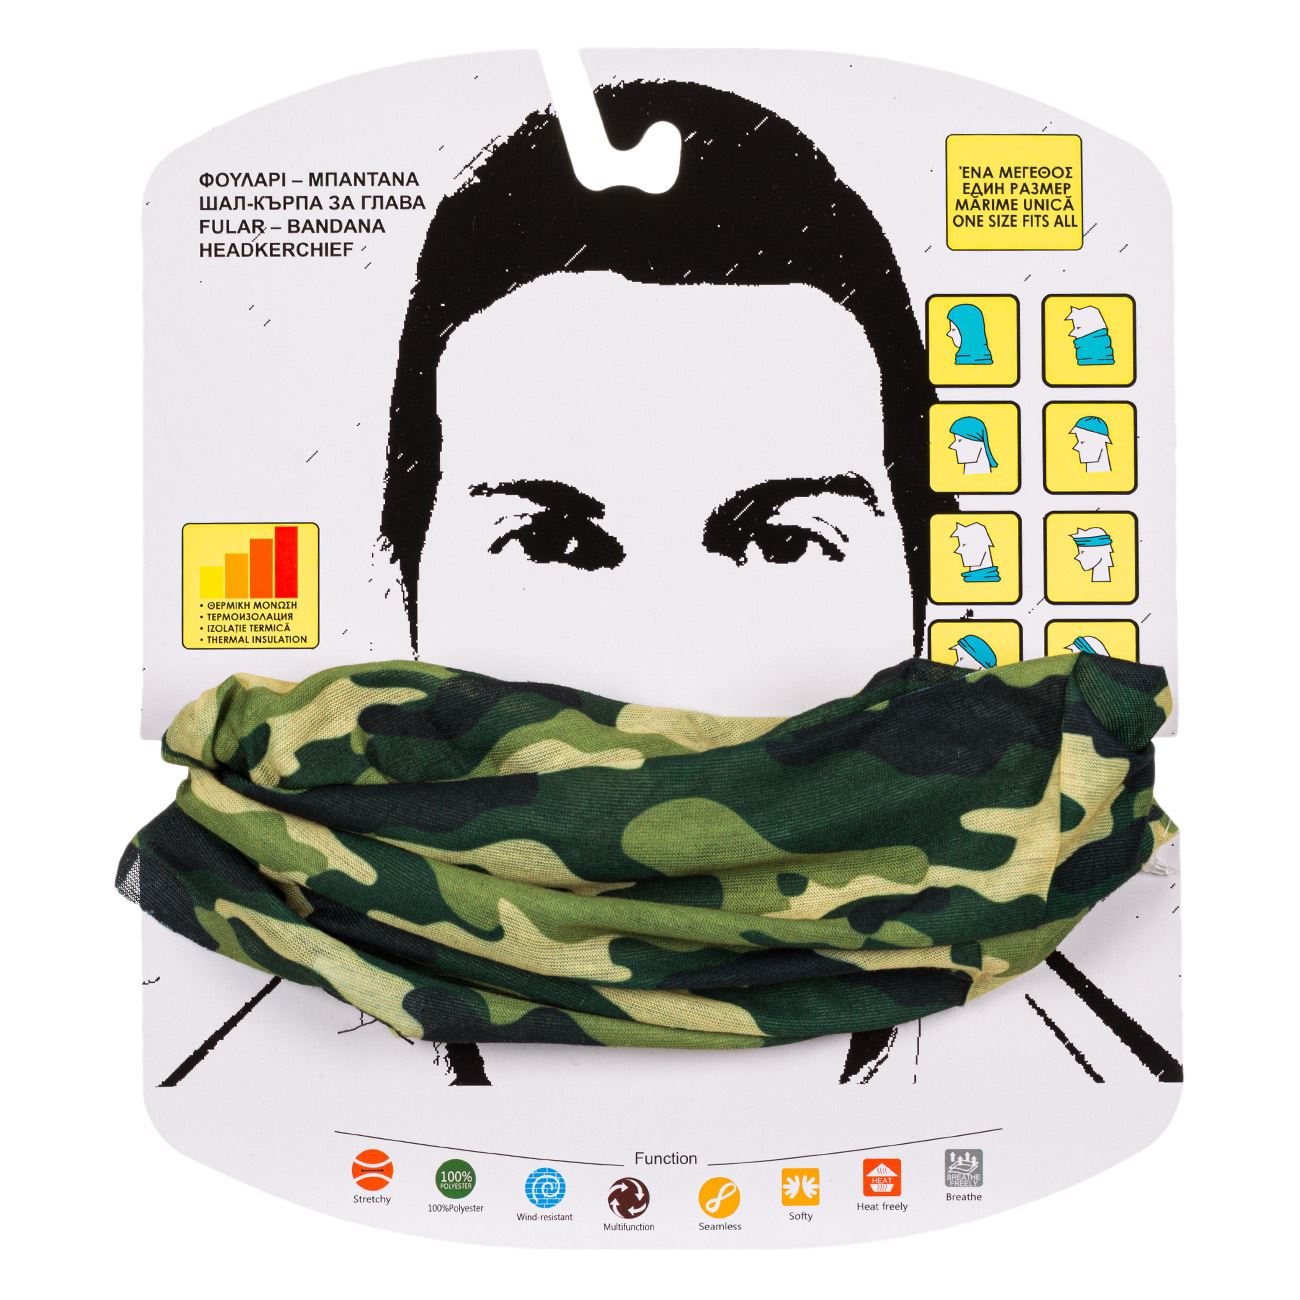 ΦΟΥΛΑΡΙ – ΜΠΑΝΤΑΝΑ
ШАЛ-КЪРПА ЗА ГЛАВА
FULAR – BANDANA
HEADKERCHIEF
ΈΝΑ ΜΕΓΕΘΟΣ
ЕДИН РАЗМЕР
MĂRIME UNICĂ
ONE SIZE FITS ALL
• ΘΕΡΜΙΚΗ ΜΟΝΩΣΗ
• ТЕРМОИЗОЛАЦИЯ
• IZOLAȚIE TERMICĂ
• THERMAL INSULATION
Function
Stretchy
100%
POLYESTER
100%Polyester
Wind-resistant
Multifunction
Seamless
Softy
HEAT
Heat freely
BREATHE
FREELY
Breathe